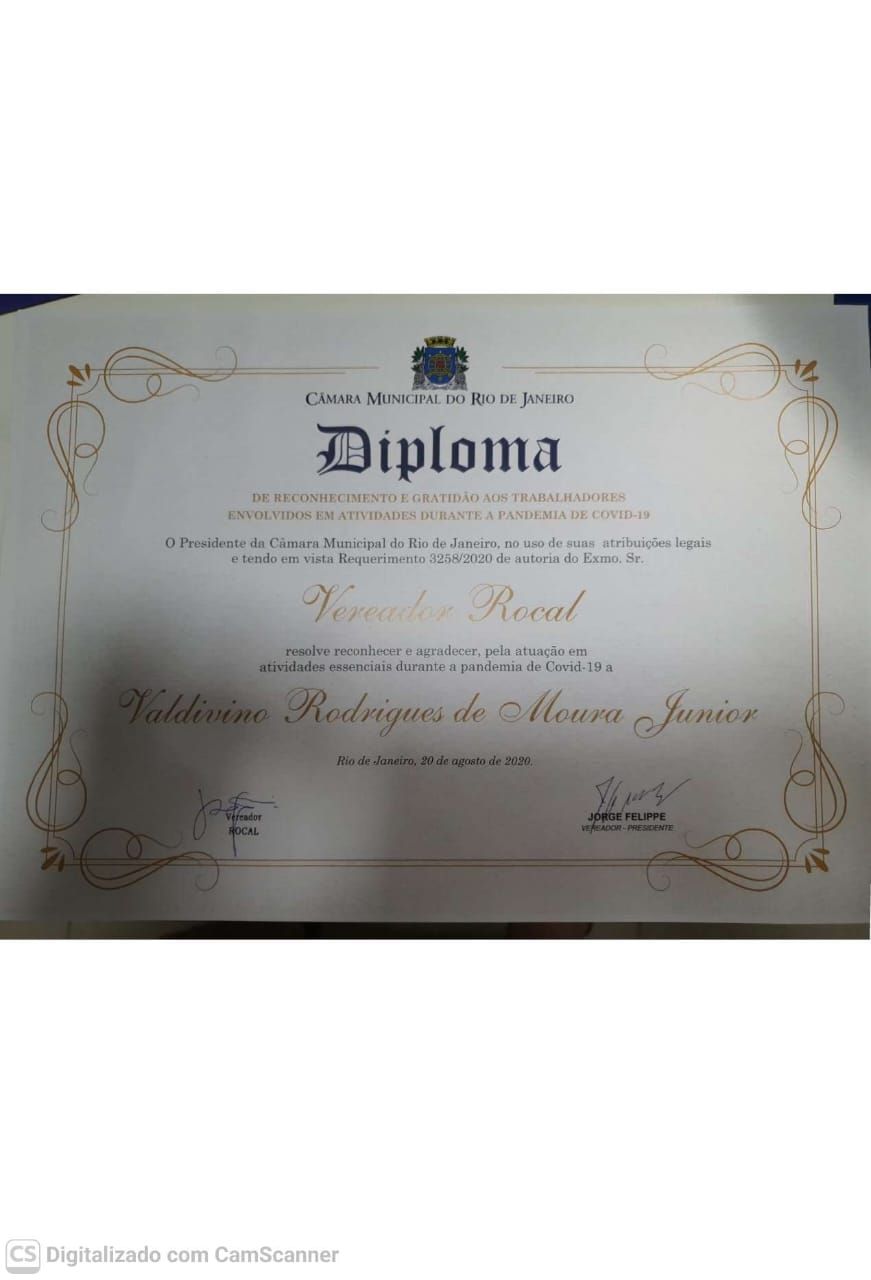 CÂMARA MUNICIPAL DO RIO DE JANEIRO
Diploma
DE RECONHECIMENTO E GRATIDÃO AOS TRABALHADORES
ENVOLVIDOS EM ATIVIDADES DURANTE A PANDEMIA DE COVID-19
O Presidente da Câmara Municipal do Rio de Janeiro, no uso de suas atribuições legais
e tendo em vista Requerimento 3258/2020 de autoria do Exmo. Sr.
Vereador Rocal
resolve reconhecer e agradecer, pela atuação em
atividades essenciais durante a pandemia de Covid-19 a
Valdivino Rodrigues de Moura Junior
Rio de Janeiro, 20 de agosto de 2020.
Vereador
ROCAL
JORGE FELIPPE
VEREADOR - PRESIDENTE
CS Digitalizado com CamScanner